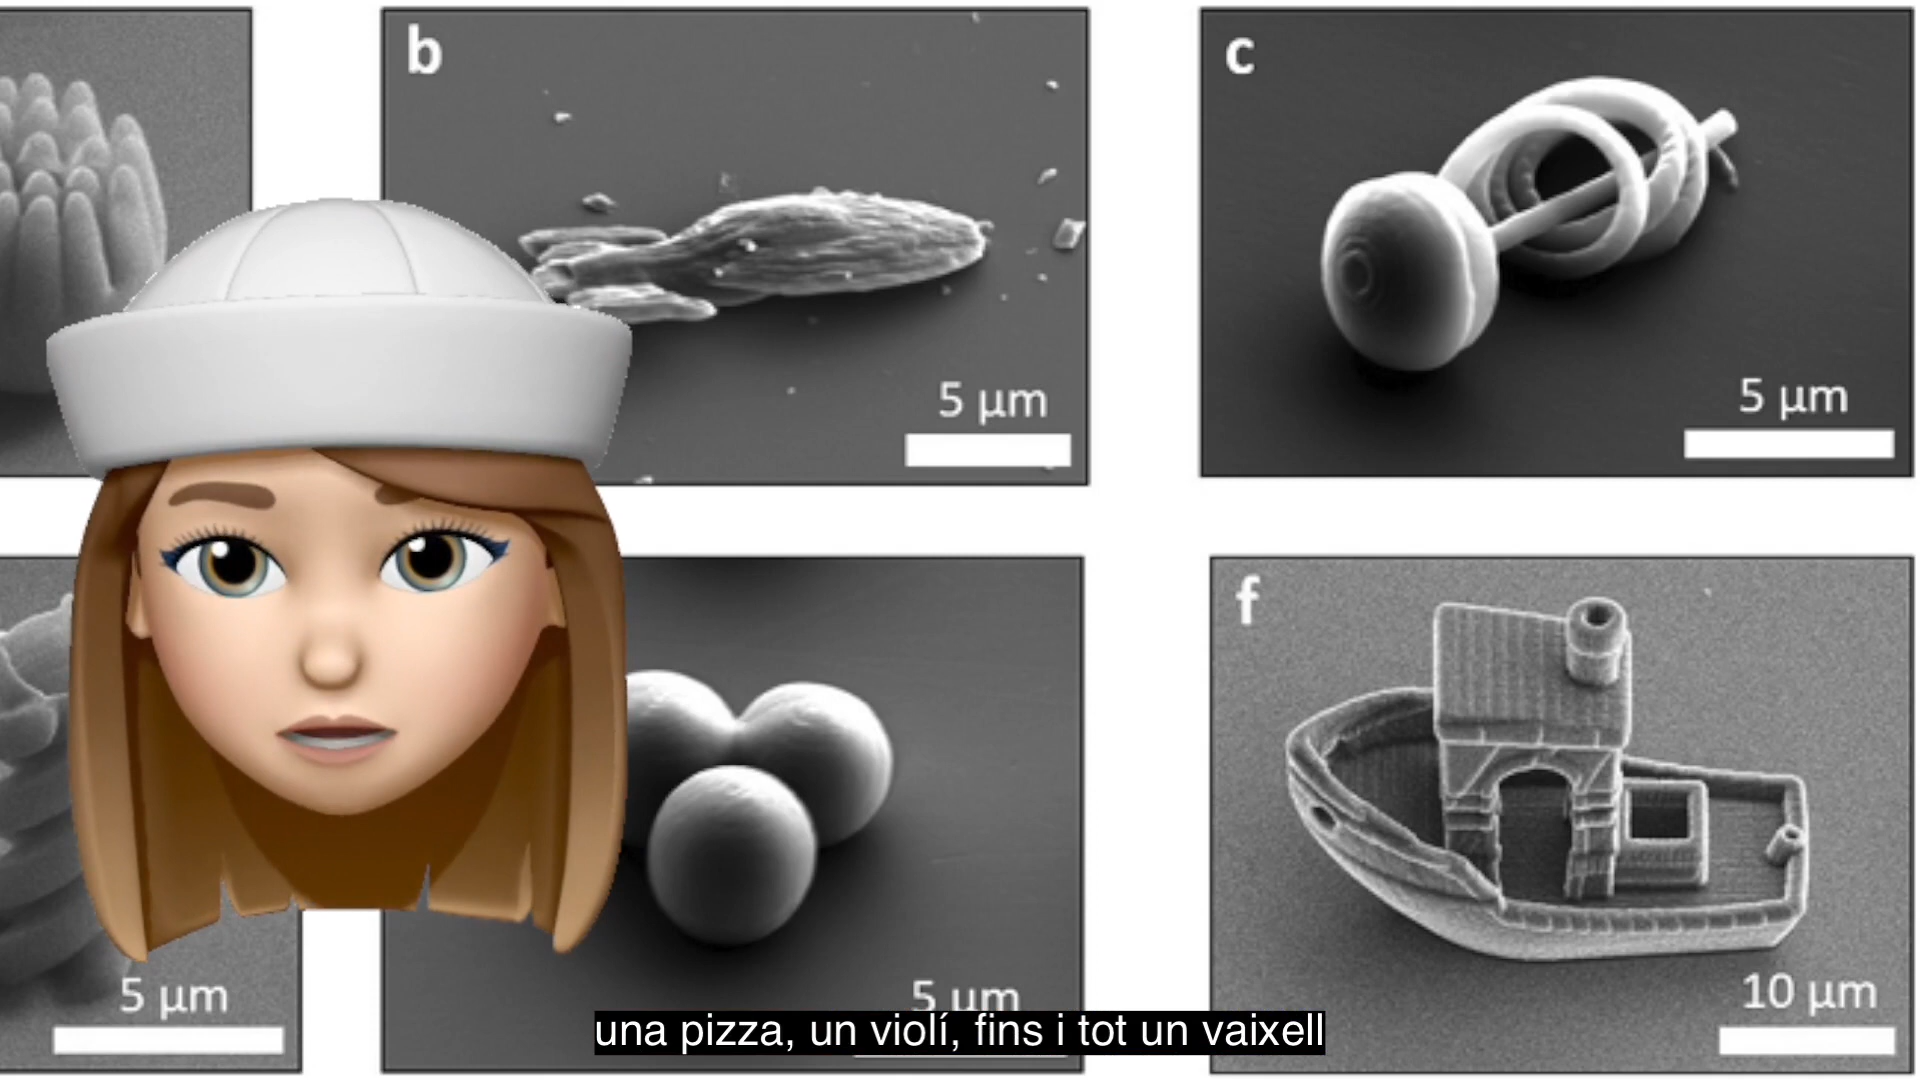 b
c
5 µm
5 µm
f
5 µm
5 µm
10 µm
una pizza, un violí, fins i tot un vaixell